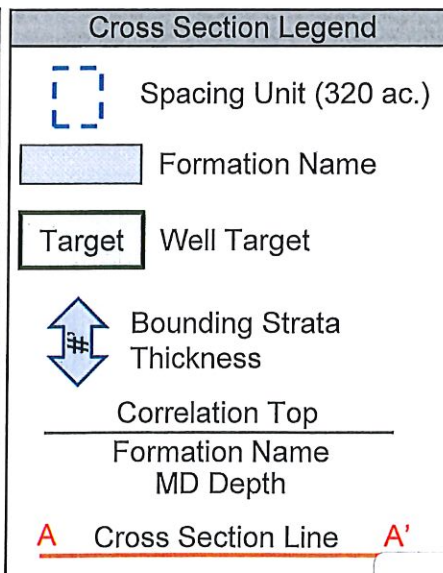 Cross Section Legend
Spacing Unit (320 ac.)
Formation Name
Target Well Target
#
Bounding Strata
Thickness
Correlation Top
Formation Name
MD Depth
A Cross Section Line A'